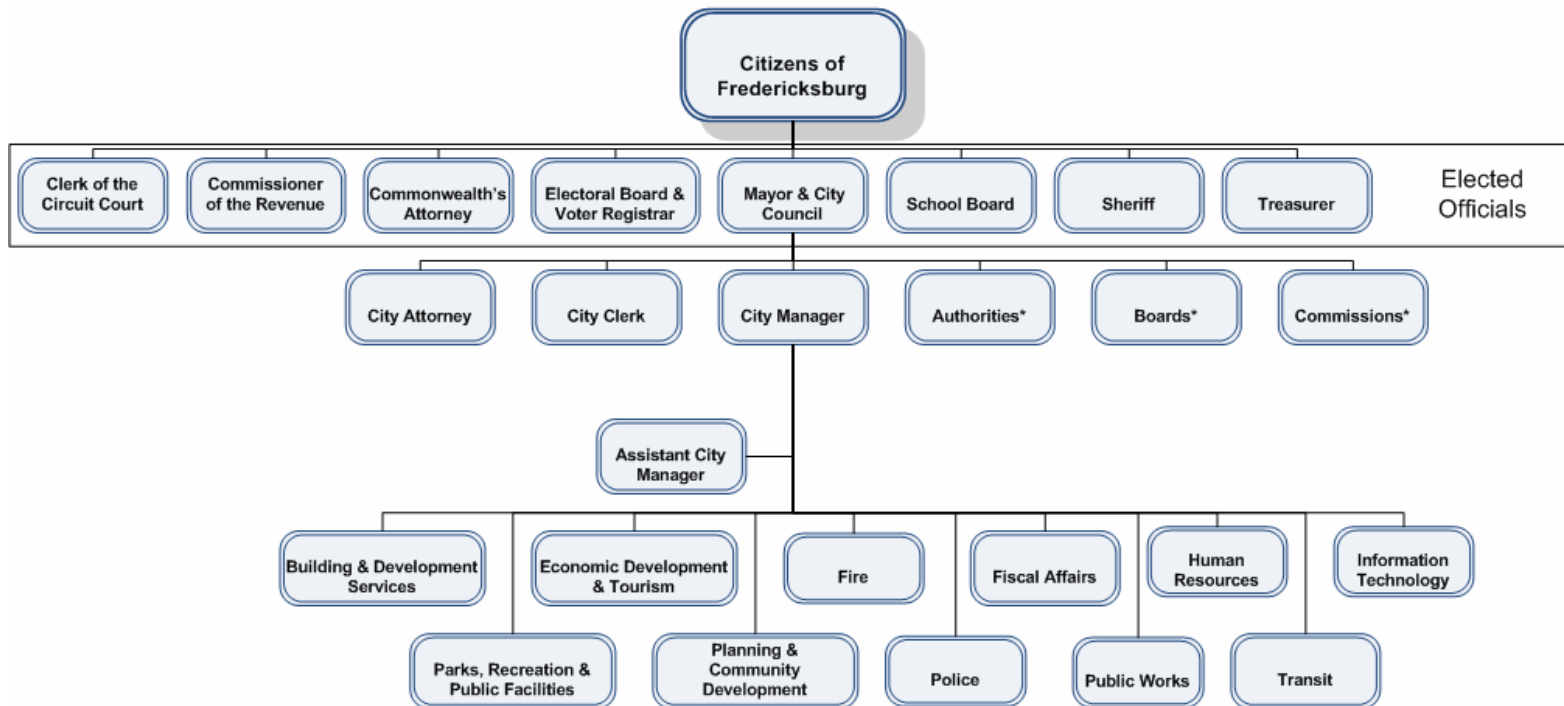 Citizens of
Fredericksburg
Clerk of the
Circuit Court
Commissioner
of the Revenue
Commonwealth's
Attorney
Electoral Board &
Voter Registrar
Mayor & City
Council
School Board
Sheriff
Treasurer
Elected
Officials
City Attorney
City Clerk
City Manager
Authorities*
Boards*
Commissions*
Assistant City
Manager
Building & Development
Services
Economic Development
& Tourism
Fire
Fiscal Affairs
Human
Resources
Information
Technology
Parks, Recreation &
Public Facilities
Planning &
Community
Development
Police
Public Works
Transit